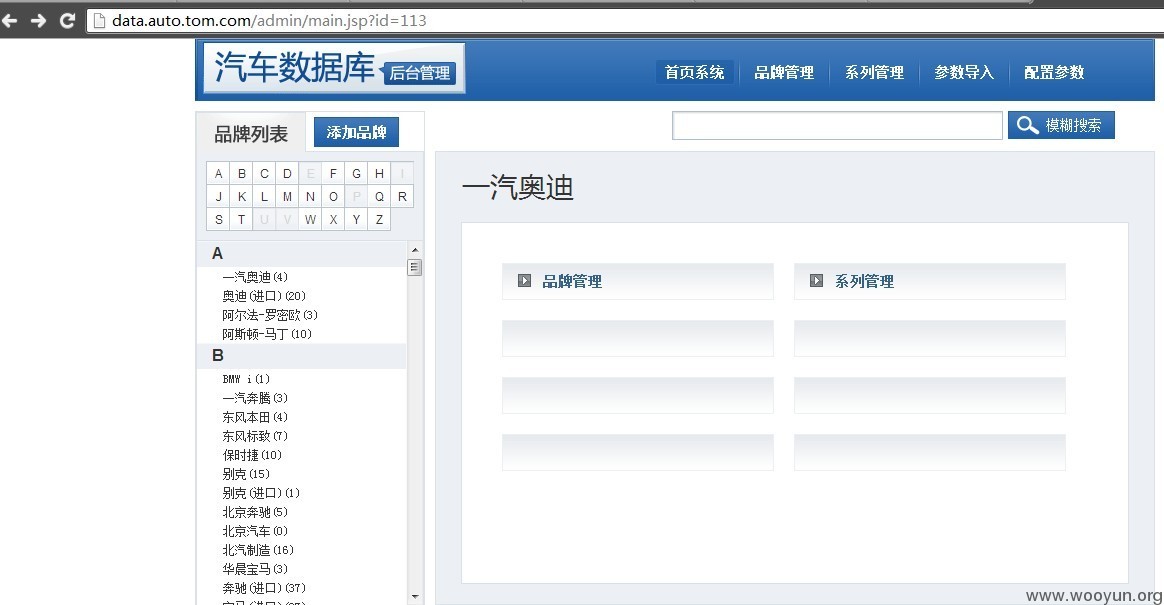 data.auto.tom.com/admin/main.jsp?id=113
汽车数据库 后台管理
首页系统 品牌管理 系列管理 参数导入 配置参数
品牌列表 添加品牌
模糊搜索
A B C D E F G H I
J K L M N O P Q R
S T U V W X Y Z
一汽奥迪
品牌管理 系列管理
A
一汽奥迪(4)
奥迪(进口)(20)
阿尔法-罗密欧(3)
阿斯顿-马丁(10)
B
BMW i(1)
一汽奔腾(3)
东风本田(4)
东风标致(7)
保时捷(10)
别克(15)
别克(进口)(1)
北京奔驰(5)
北京汽车(0)
北汽制造(16)
华晨宝马(3)
奔驰(进口)(37)
www.wooyun.org